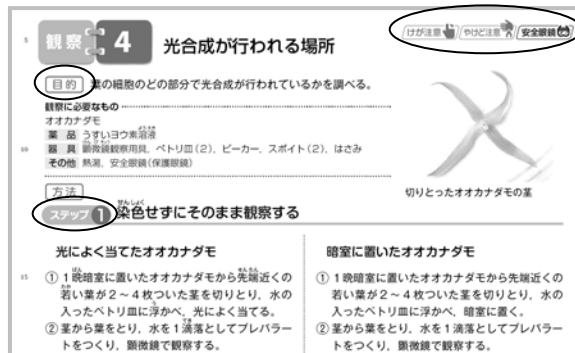 けが注意 やけど注意 安全眼鏡
5
観察 4 光合成が行われる場所
目的 葉の細胞のどの部分で光合成が行われているかを調べる。
観察に必要なもの
オオカナダモ
薬品 うすいヨウ素溶液
10 器具 顕微鏡観察用具，ペトリ皿（2），ビーカー，スポイト（2），はさみ
その他 熱湯，安全眼鏡（保護眼鏡）
切りとったオオカナダモの茎
方法
ステップ 1 染色せずにそのまま観察する
光によく当てたオオカナダモ
15 ① 1晩暗室に置いたオオカナダモから先端近くの
若い葉が2～4枚ついた茎を切りとり，水の
入ったペトリ皿に浮かべ，光によく当てる。
② 茎から葉をとり，水を1滴落としてプレパラー
トをつくり，顕微鏡で観察する。
暗室に置いたオオカナダモ
① 1晩暗室に置いたオオカナダモから先端近くの
若い葉が2～4枚ついた茎を切りとり，水の
入ったペトリ皿に浮かべ，暗室に置く。
② 茎から葉をとり，水を1滴落としてプレパラー
トをつくり，顕微鏡で観察する。